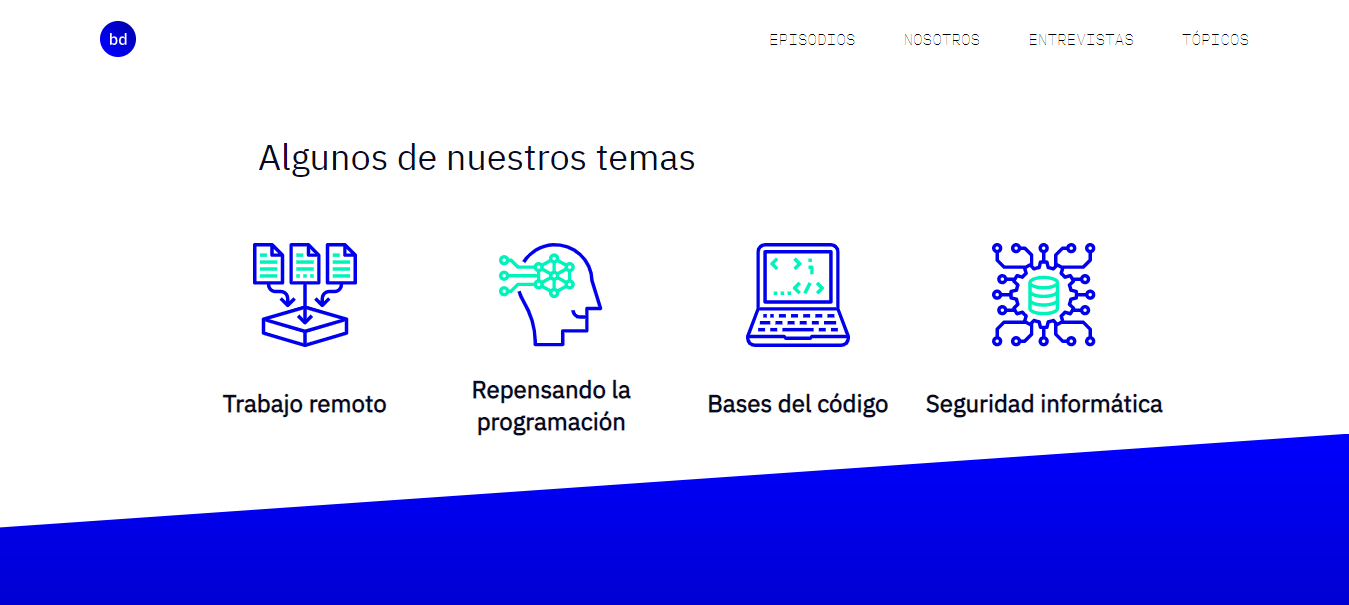 bd
EPISODIOS NOSOTROS ENTREVISTAS TÓPICOS
Algunos de nuestros temas
< > ;
...</>
Trabajo remoto
Repensando la
programación
Bases del código
Seguridad informática